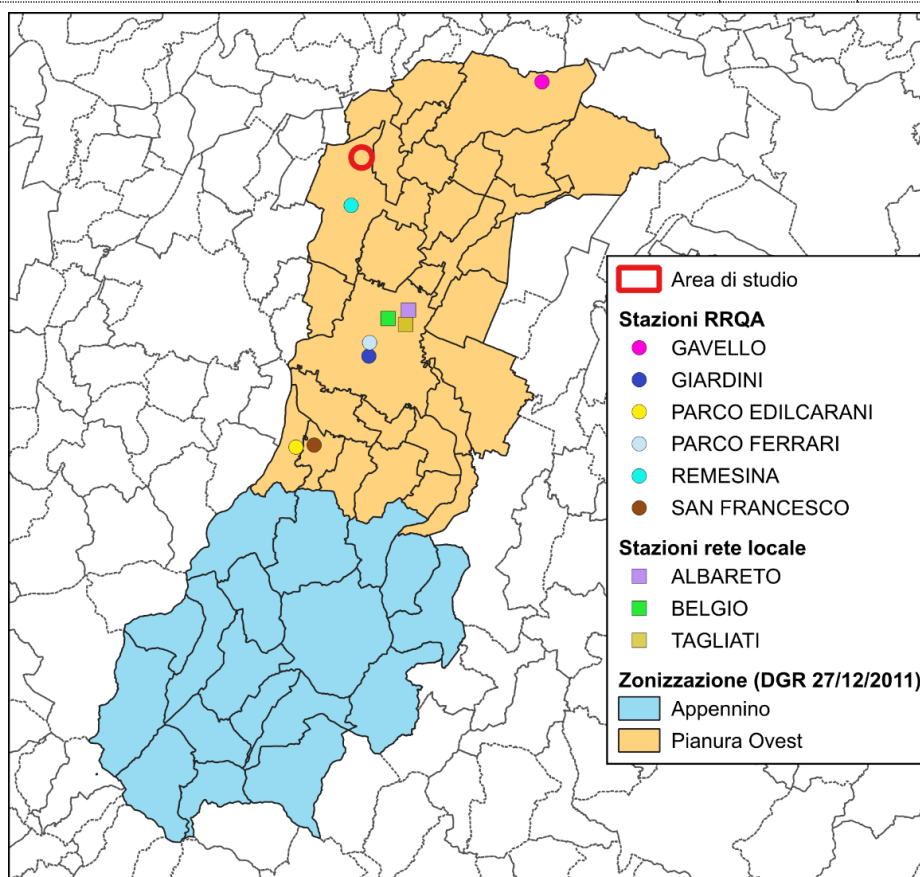 Area di studio
Stazioni RRQA
GAVELLO
GIARDINI
PARCO EDILCARANI
PARCO FERRARI
REMESINA
SAN FRANCESCO
Stazioni rete locale
ALBARETO
BELGIO
TAGLIATI
Zonizzazione (DGR 27/12/2011)
Appennino
Pianura Ovest